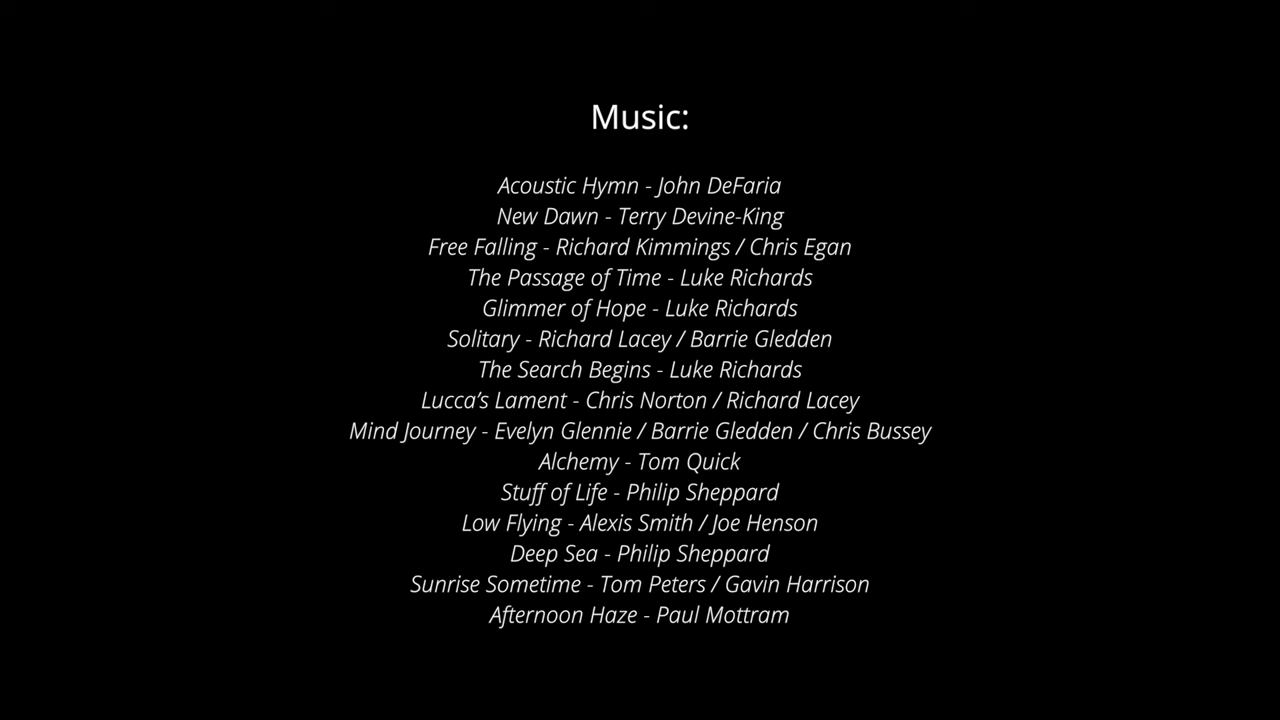 Music:
Acoustic Hymn - John DeFaria
New Dawn - Terry Devine-King
Free Falling - Richard Kimmings / Chris Egan
The Passage of Time - Luke Richards
Glimmer of Hope - Luke Richards
Solitary - Richard Lacey / Barrie Gledden
The Search Begins - Luke Richards
Lucca’s Lament - Chris Norton / Richard Lacey
Mind Journey - Evelyn Glennie / Barrie Gledden / Chris Bussey
Alchemy - Tom Quick
Stuff of Life - Philip Sheppard
Low Flying - Alexis Smith / Joe Henson
Deep Sea - Philip Sheppard
Sunrise Sometime - Tom Peters / Gavin Harrison
Afternoon Haze - Paul Mottram